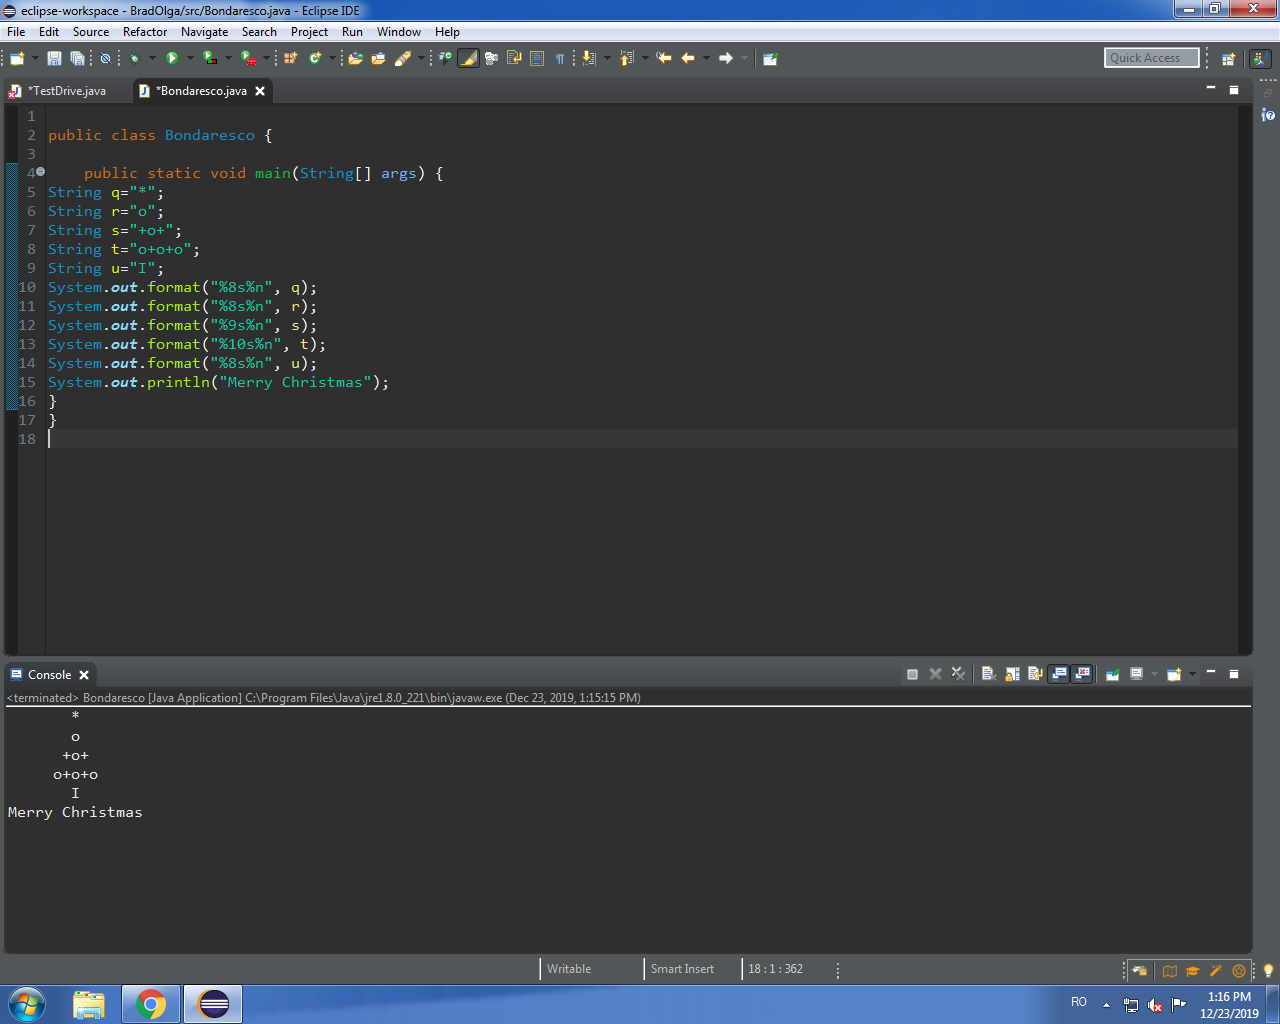 eclipse-workspace - BradOlga/src/Bondaresco.java - Eclipse IDE
File Edit Source Refactor Navigate Search Project Run Window Help
Quick Access
*TestDrive.java *Bondaresco.java
1
2 public class Bondaresco {
3
4 public static void main(String[] args) {
5 String q="*";
6 String r="o";
7 String s="+o+";
8 String t="o+o+o";
9 String u="I";
10 System.out.format("%8s%n", q);
11 System.out.format("%8s%n", r);
12 System.out.format("%9s%n", s);
13 System.out.format("%10s%n", t);
14 System.out.format("%8s%n", u);
15 System.out.println("Merry Christmas");
16 }
17 }
18
Console
<terminated> Bondaresco [Java Application] C:\Program Files\Java\jre1.8.0_221\bin\javaw.exe (Dec 23, 2019, 1:15:15 PM)
*
o
+o+
o+o+o
I
Merry Christmas
Writable Smart Insert 18 : 1 : 362
RO 1:16 PM
12/23/2019